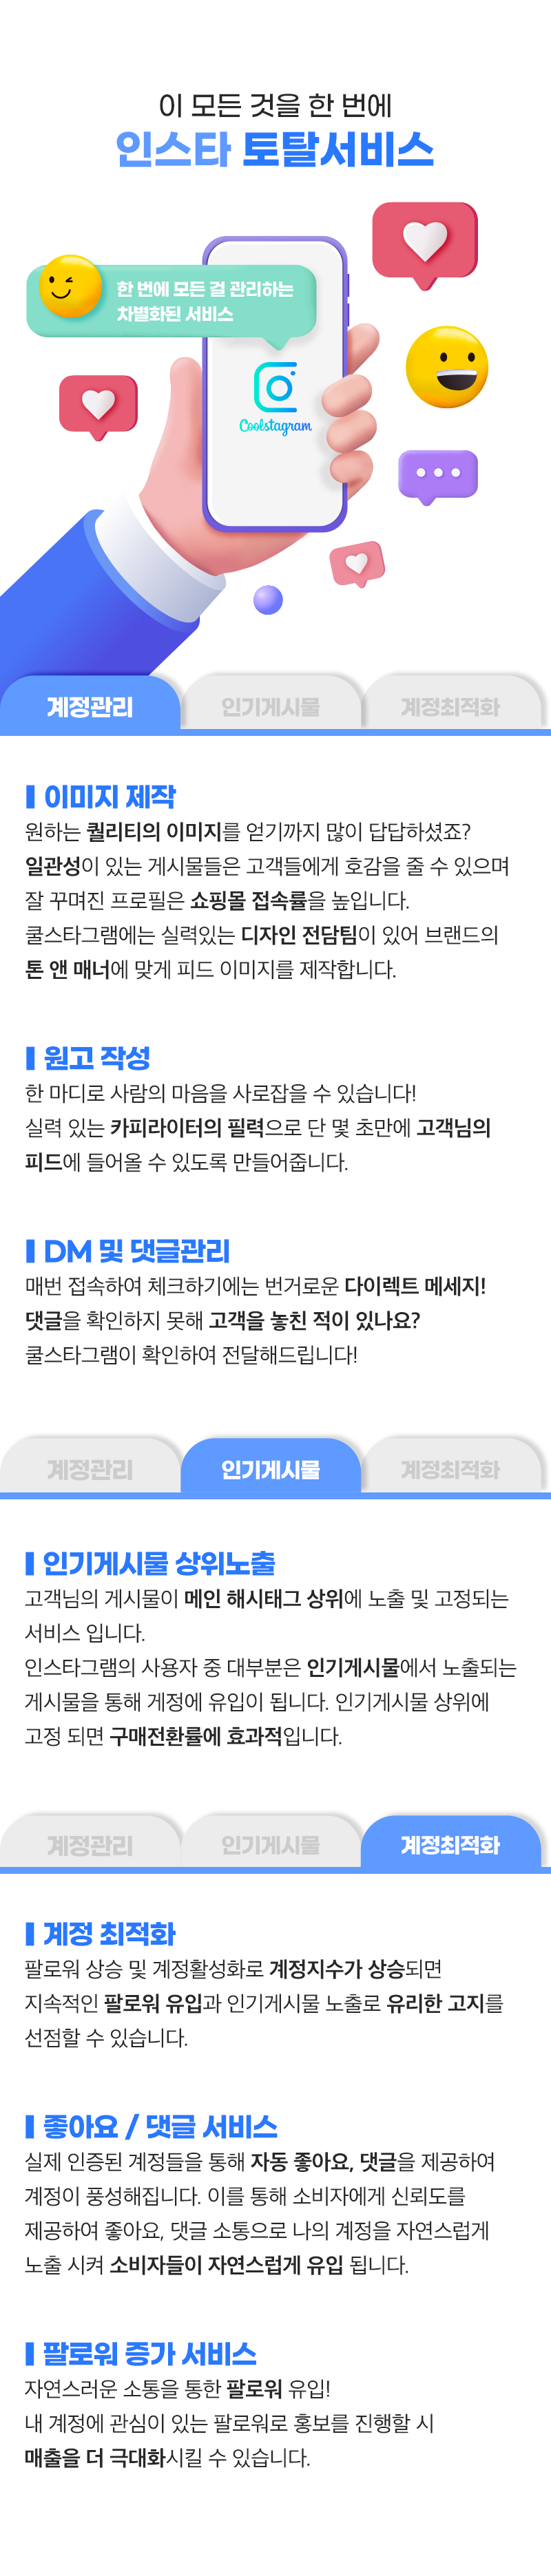 이 모든 것을 한 번에
인스타 토탈서비스
한 번에 모든 걸 관리하는
차별화된 서비스
Coolstagram
계정관리 인기게시물 계정최적화
이미지 제작
원하는 퀄리티의 이미지를 얻기까지 많이 답답하셨죠?
일관성이 있는 게시물들은 고객들에게 호감을 줄 수 있으며
잘 꾸며진 프로필은 쇼핑몰 접속률을 높입니다.
쿨스타그램에는 실력있는 디자인 전담팀이 있어 브랜드의
톤 앤 매너에 맞게 피드 이미지를 제작합니다.
원고 작성
한 마디로 사람의 마음을 사로잡을 수 있습니다!
실력 있는 카피라이터의 필력으로 단 몇 초만에 고객님의
피드에 들어올 수 있도록 만들어줍니다.
DM 및 댓글관리
매번 접속하여 체크하기에는 번거로운 다이렉트 메세지!
댓글을 확인하지 못해 고객을 놓친 적이 있나요?
쿨스타그램이 확인하여 전달해드립니다!
계정관리 인기게시물 계정최적화
인기게시물 상위노출
고객님의 게시물이 메인 해시태그 상위에 노출 및 고정되는
서비스 입니다.
인스타그램의 사용자 중 대부분은 인기게시물에서 노출되는
게시물을 통해 게정에 유입이 됩니다. 인기게시물 상위에
고정 되면 구매전환률에 효과적입니다.
계정관리 인기게시물 계정최적화
계정 최적화
팔로워 상승 및 계정활성화로 계정지수가 상승되면
지속적인 팔로워 유입과 인기게시물 노출로 유리한 고지를
선점할 수 있습니다.
좋아요 / 댓글 서비스
실제 인증된 계정들을 통해 자동 좋아요, 댓글을 제공하여
계정이 풍성해집니다. 이를 통해 소비자에게 신뢰도를
제공하여 좋아요, 댓글 소통으로 나의 계정을 자연스럽게
노출 시켜 소비자들이 자연스럽게 유입 됩니다.
팔로워 증가 서비스
자연스러운 소통을 통한 팔로워 유입!
내 계정에 관심이 있는 팔로워로 홍보를 진행할 시
매출을 더 극대화시킬 수 있습니다.